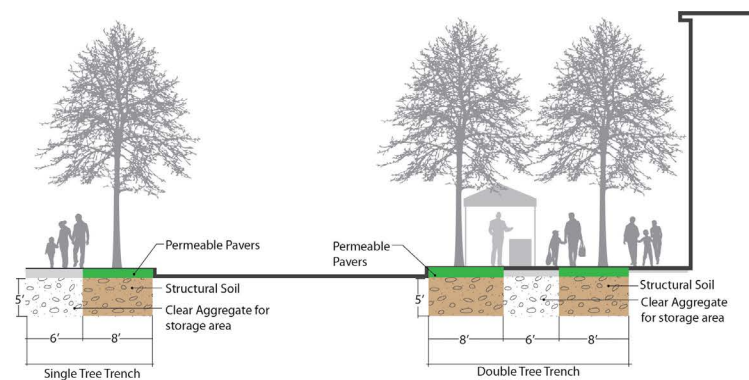 Permeable Pavers
Structural Soil
Clear Aggregate for
storage area
5'
6'
8'
Single Tree Trench
Permeable
Pavers
Structural Soil
Clear Aggregate
for storage area
5'
8'
6'
8'
Double Tree Trench